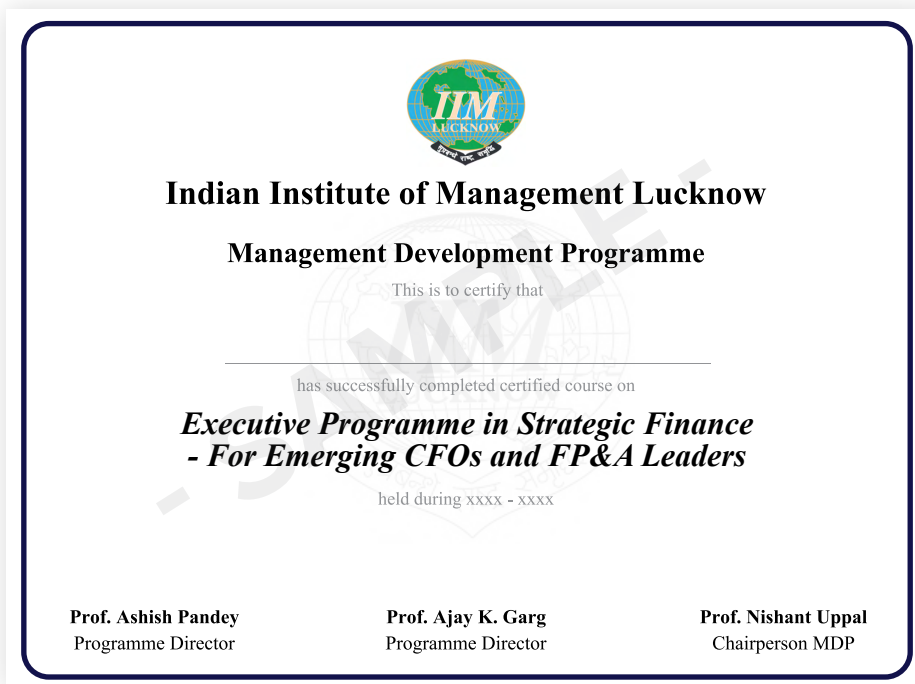 IIM
LUCKNOW
सुप्रबन्धे राष्ट्र समृद्धि
Indian Institute of Management Lucknow
Management Development Programme
This is to certify that
has successfully completed certified course on
Executive Programme in Strategic Finance
- For Emerging CFOs and FP&A Leaders
held during xxxx - xxxx
- SAMPLE -
Prof. Ashish Pandey
Programme Director
Prof. Ajay K. Garg
Programme Director
Prof. Nishant Uppal
Chairperson MDP